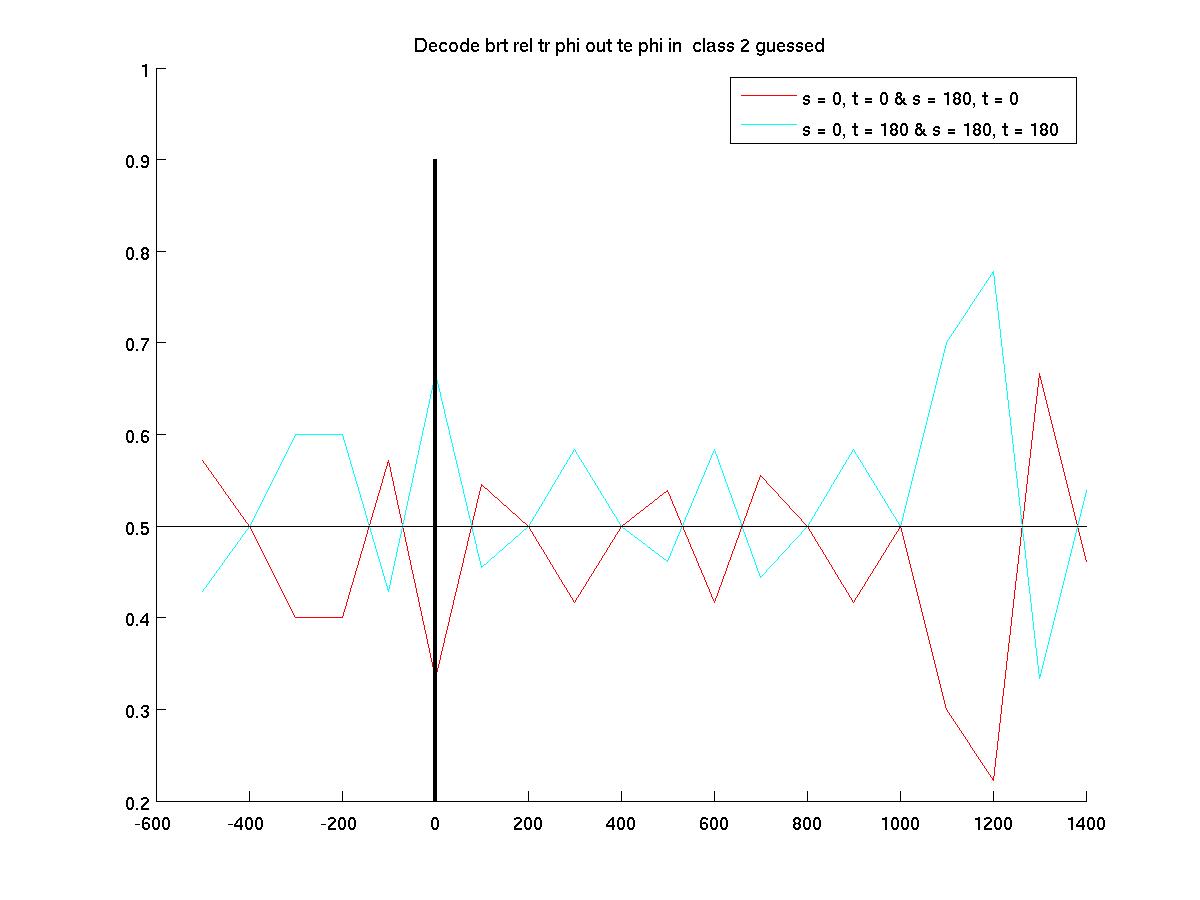 Decode brt rel tr phi out te phi in  class 2 guessed
s = 0, t = 0 & s = 180, t = 0
s = 0, t = 180 & s = 180, t = 180
1
0.9
0.8
0.7
0.6
0.5
0.4
0.3
0.2
-600 -400 -200 0 200 400 600 800 1000 1200 1400